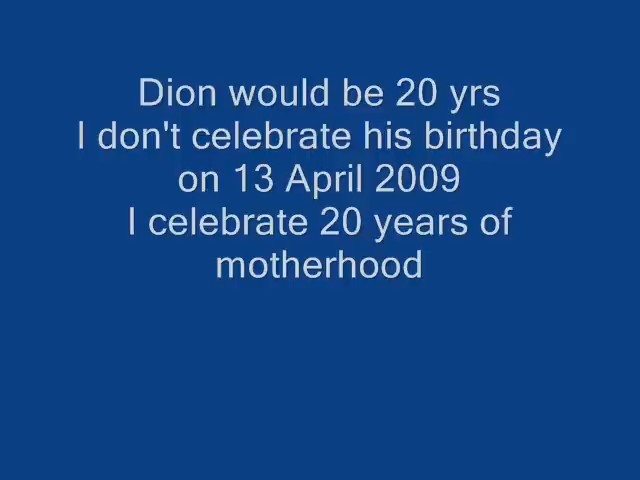 Dion would be 20 yrs
I don't celebrate his birthday
on 13 April 2009
I celebrate 20 years of
motherhood